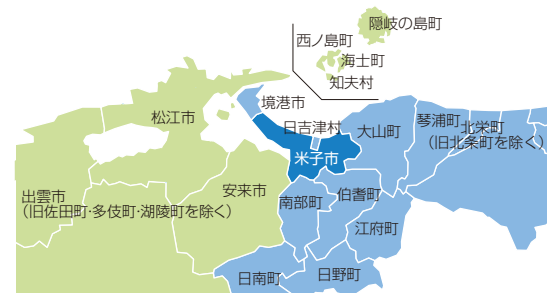 隠岐の島町
西ノ島町
海士町
知夫村
境港市
松江市
日吉津村
大山町
琴浦町
北栄町
(旧北条町を除く)
米子市
安来市
出雲市
(旧佐田町・多伎町・湖陵町を除く)
南部町
伯耆町
江府町
日南町
日野町